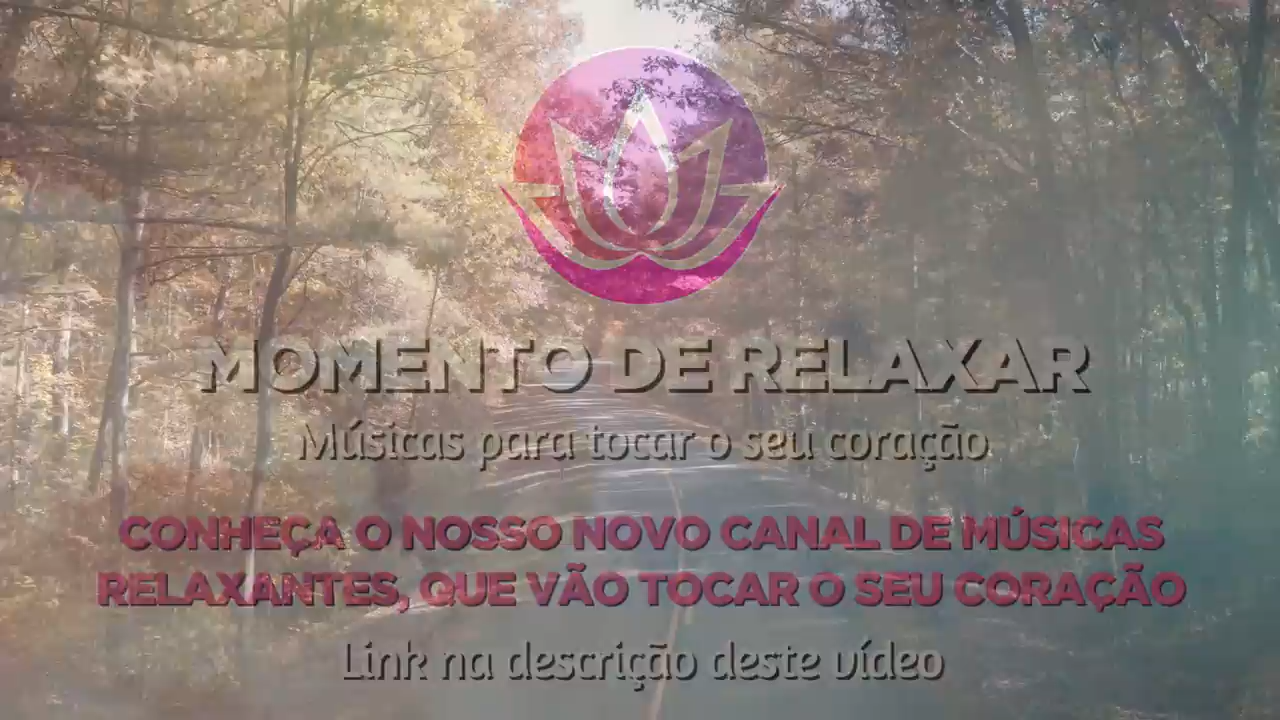 MOMENTO DE RELAXAR
Músicas para tocar o seu coração
CONHEÇA O NOSSO NOVO CANAL DE MÚSICAS
RELAXANTES, QUE VÃO TOCAR O SEU CORAÇÃO
Link na descrição deste vídeo